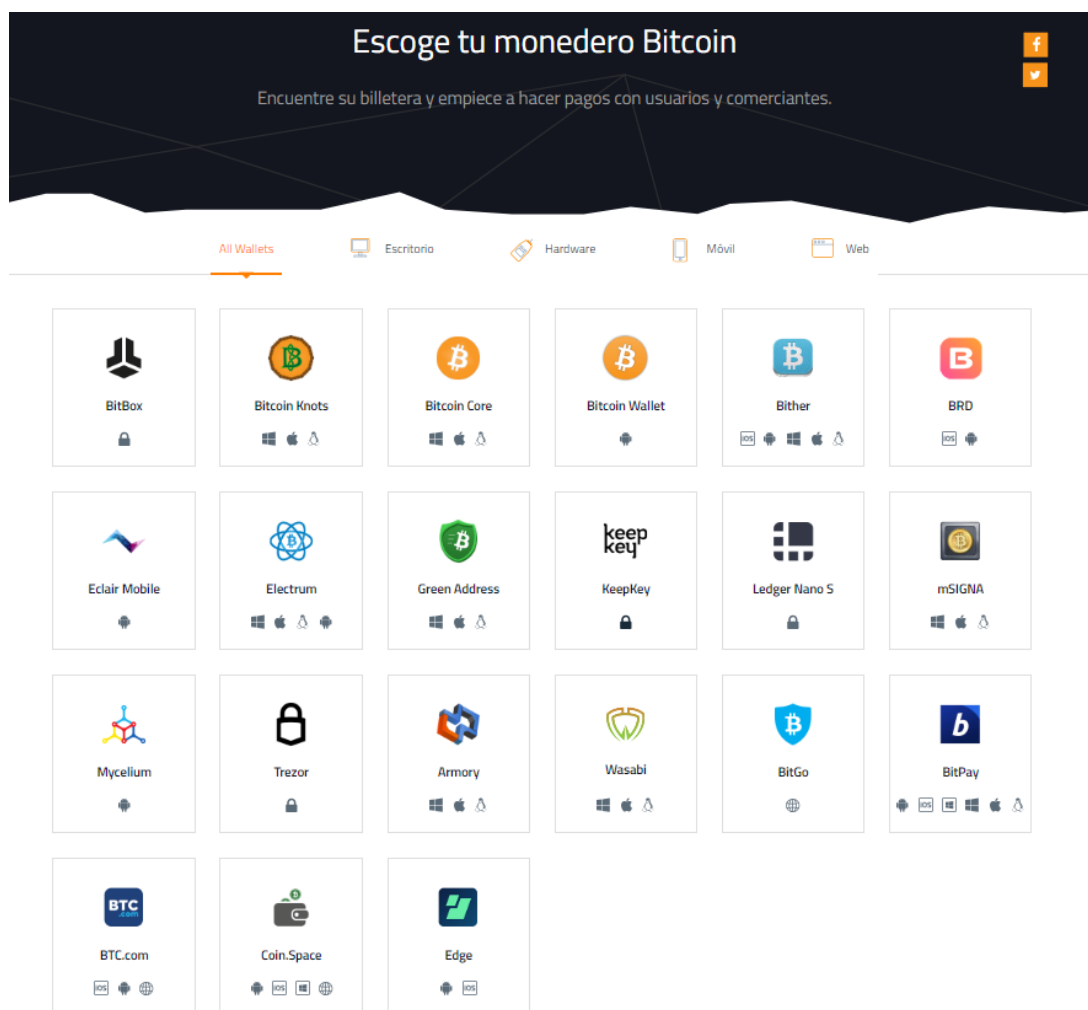 Escoge tu monedero Bitcoin
Encuentre su billetera y empiece a hacer pagos con usuarios y comerciantes.
All Wallets
Escritorio
Hardware
Móvil
Web
BitBox
Bitcoin Knots
Bitcoin Core
Bitcoin Wallet
Bither
iOS
BRD
iOS
Eclair Mobile
Electrum
Green Address
keep
key
KeepKey
Ledger Nano S
mSIGNA
Mycelium
Trezor
Armory
Wasabi
BitGo
b
BitPay
iOS
BTC
.com
BTC.com
iOS
Coin.Space
iOS
Edge
iOS